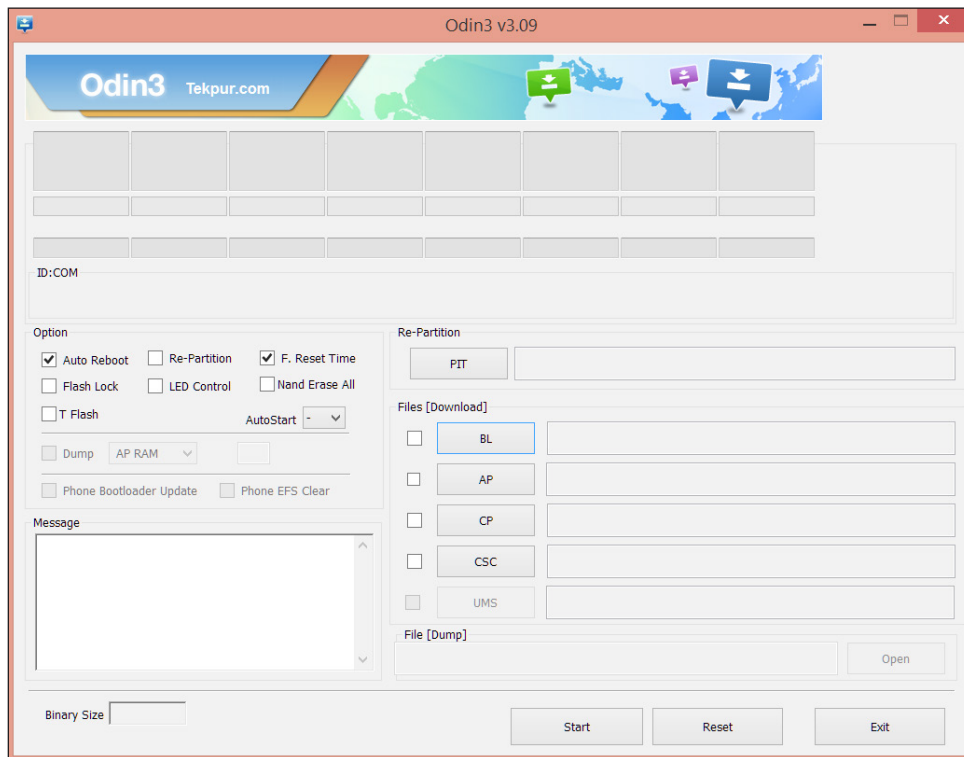 Odin3 v3.09
Odin3 Tekpur.com
ID:COM
Option
Auto Reboot Re-Partition F. Reset Time
Flash Lock LED Control Nand Erase All
T Flash AutoStart -
Dump AP RAM
Phone Bootloader Update Phone EFS Clear
Message
Re-Partition
PIT
Files [Download]
BL
AP
CP
CSC
UMS
File [Dump]
Open
Binary Size
Start Reset Exit